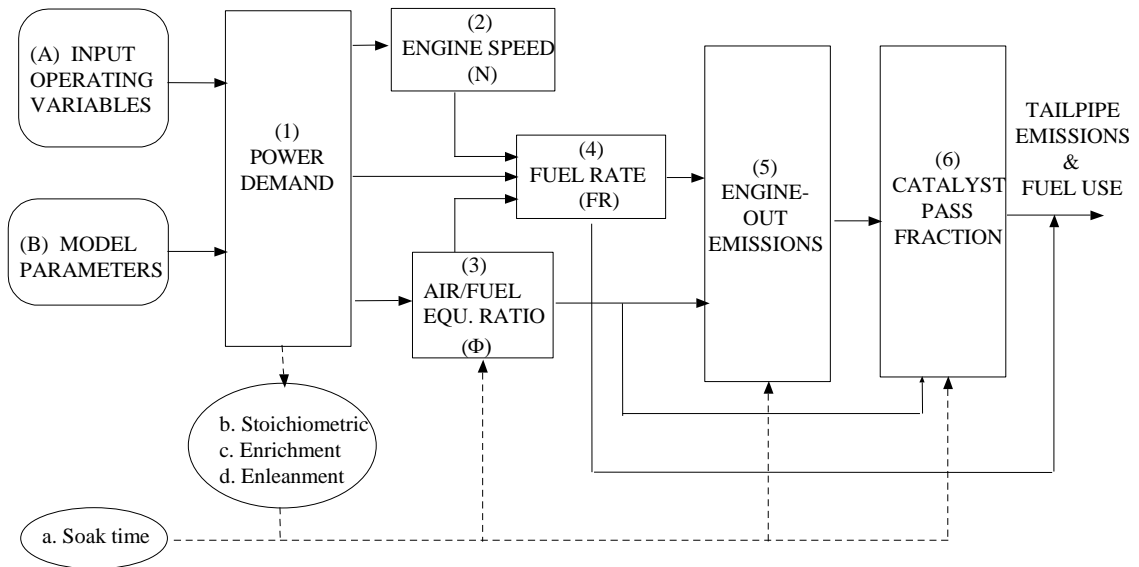 (A) INPUT
OPERATING
VARIABLES
(B) MODEL
PARAMETERS
(1)
POWER
DEMAND
(2)
ENGINE SPEED
(N)
(4)
FUEL RATE
(FR)
(3)
AIR/FUEL
EQU. RATIO
(Φ)
(5)
ENGINE-
OUT
EMISSIONS
(6)
CATALYST
PASS
FRACTION
TAILPIPE
EMISSIONS
&
FUEL USE
b. Stoichiometric
c. Enrichment
d. Enleanment
a. Soak time